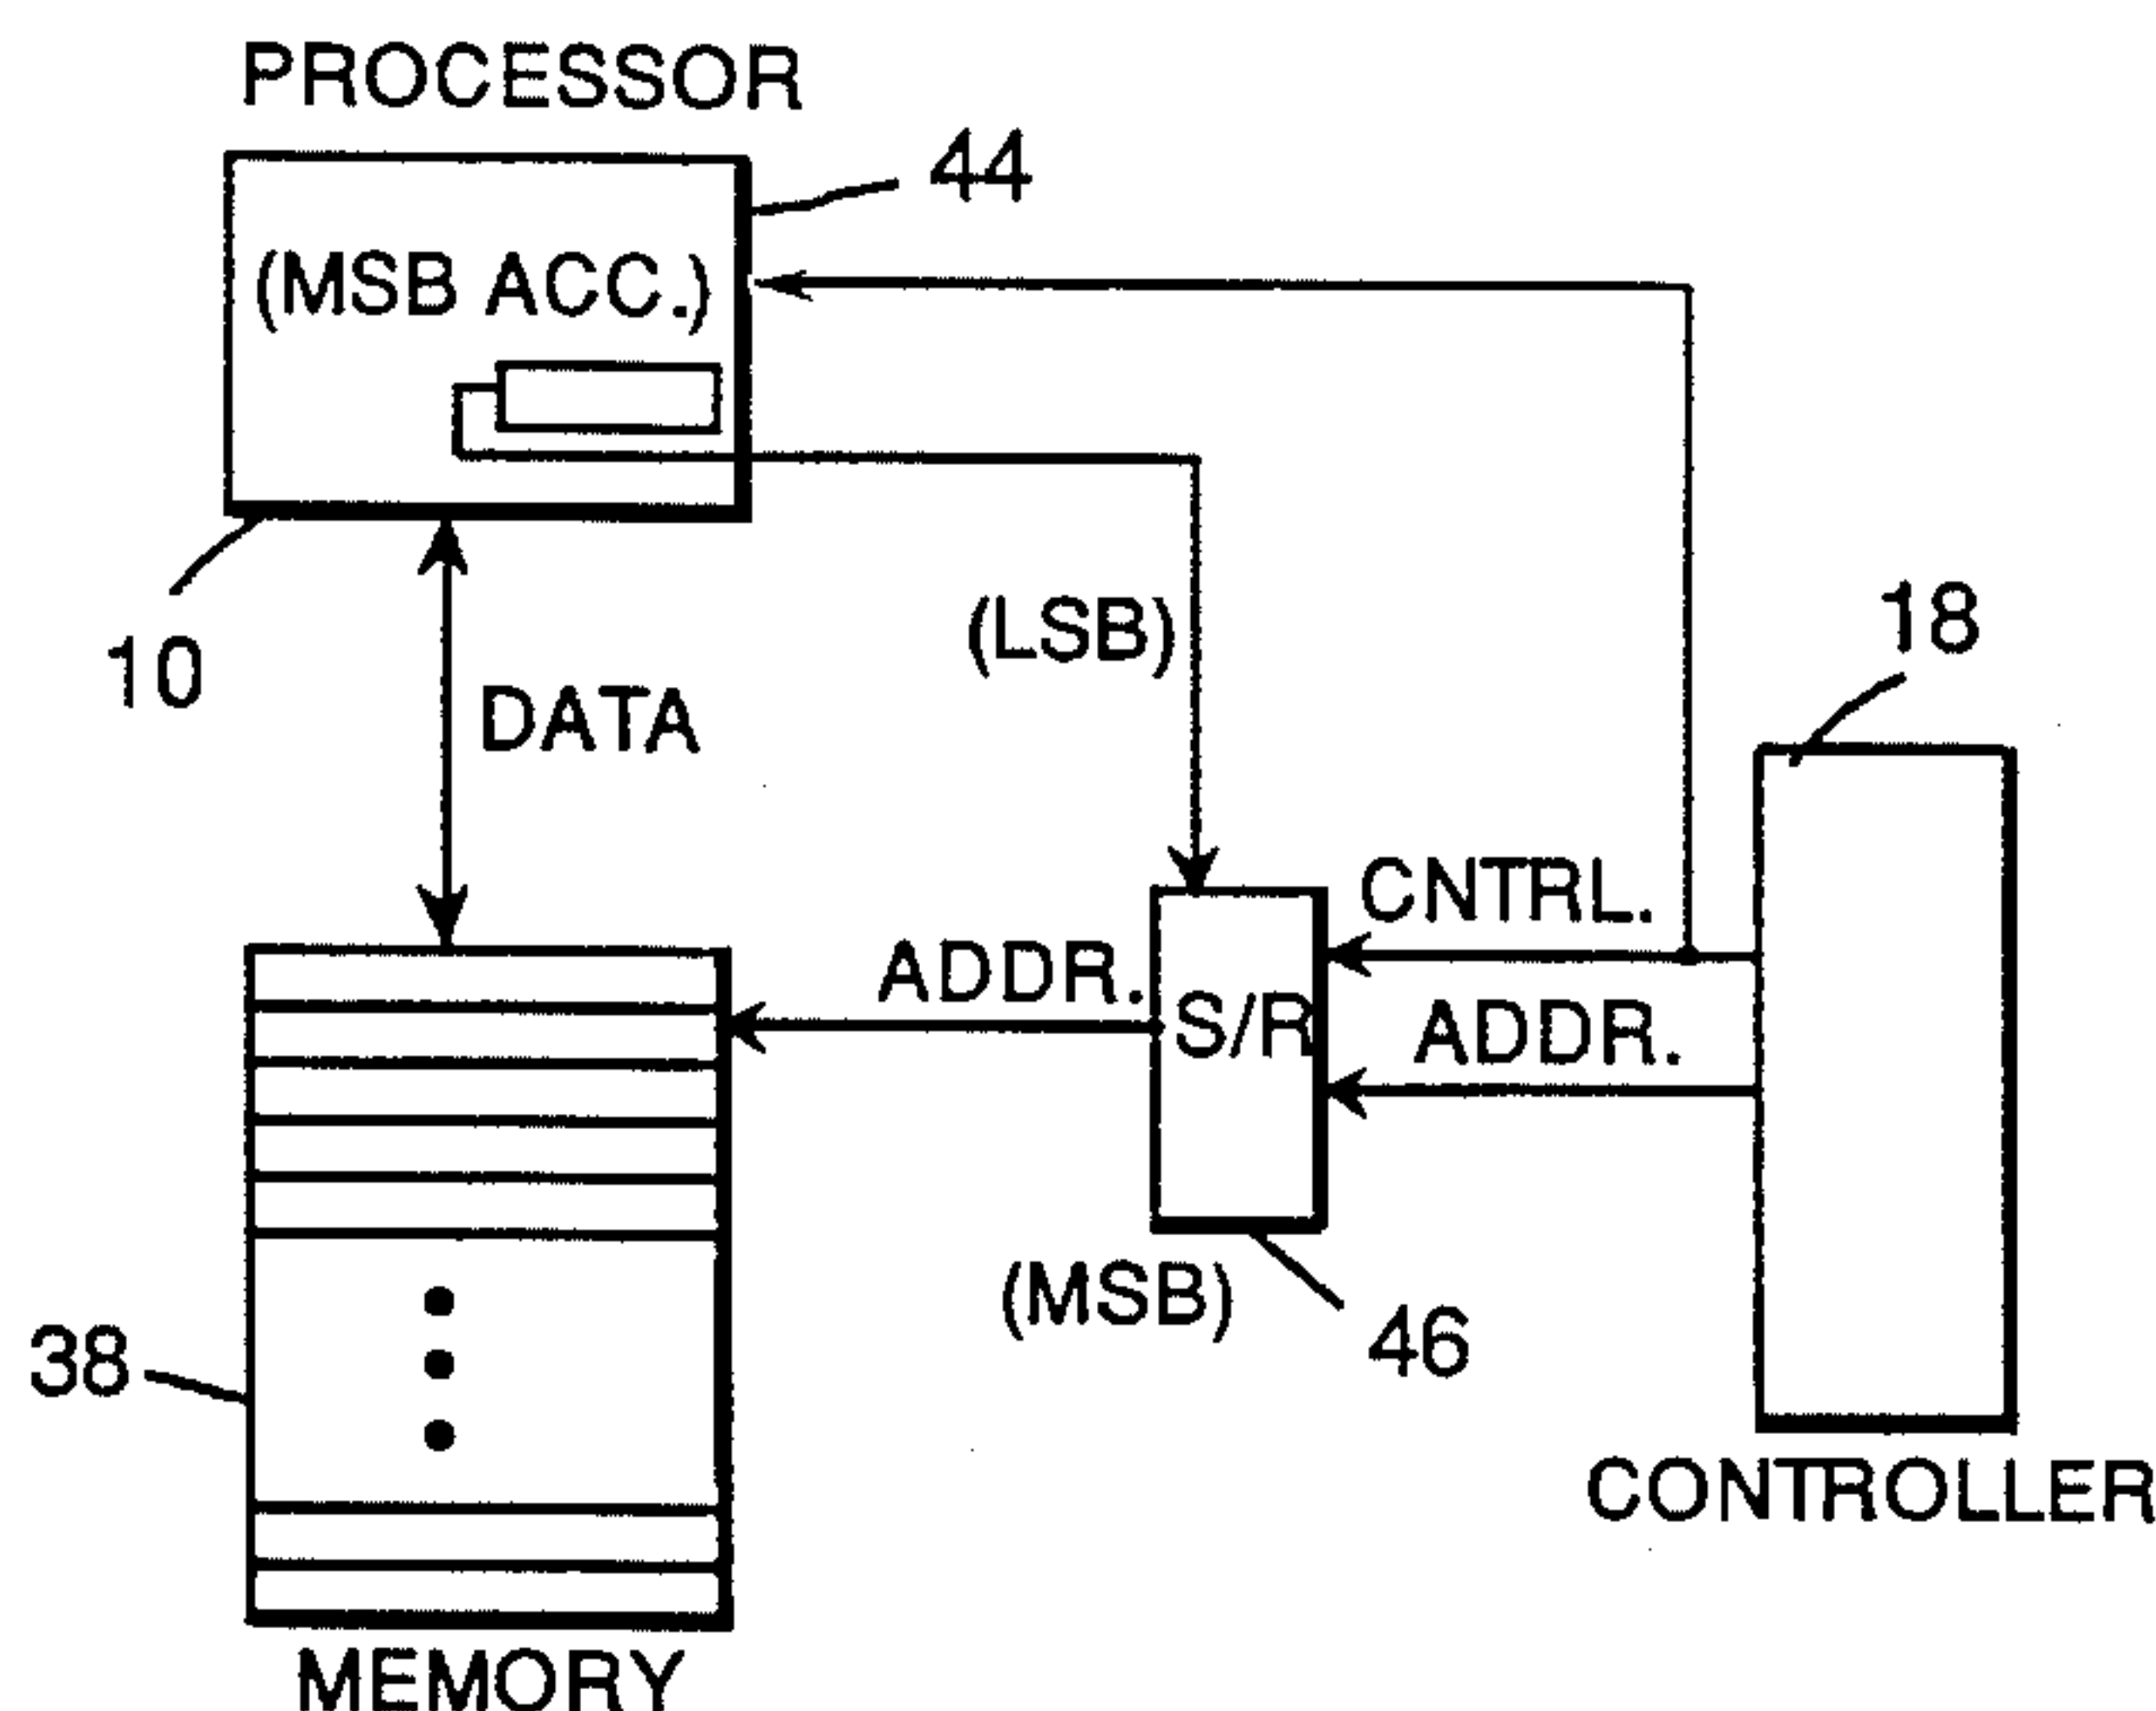 PROCESSOR
44
(MSB ACC.)
10
DATA
(LSB)
18
CNTRL.
ADDR.
S/R
ADDR.
(MSB)
46
38
CONTROLLER
MEMORY